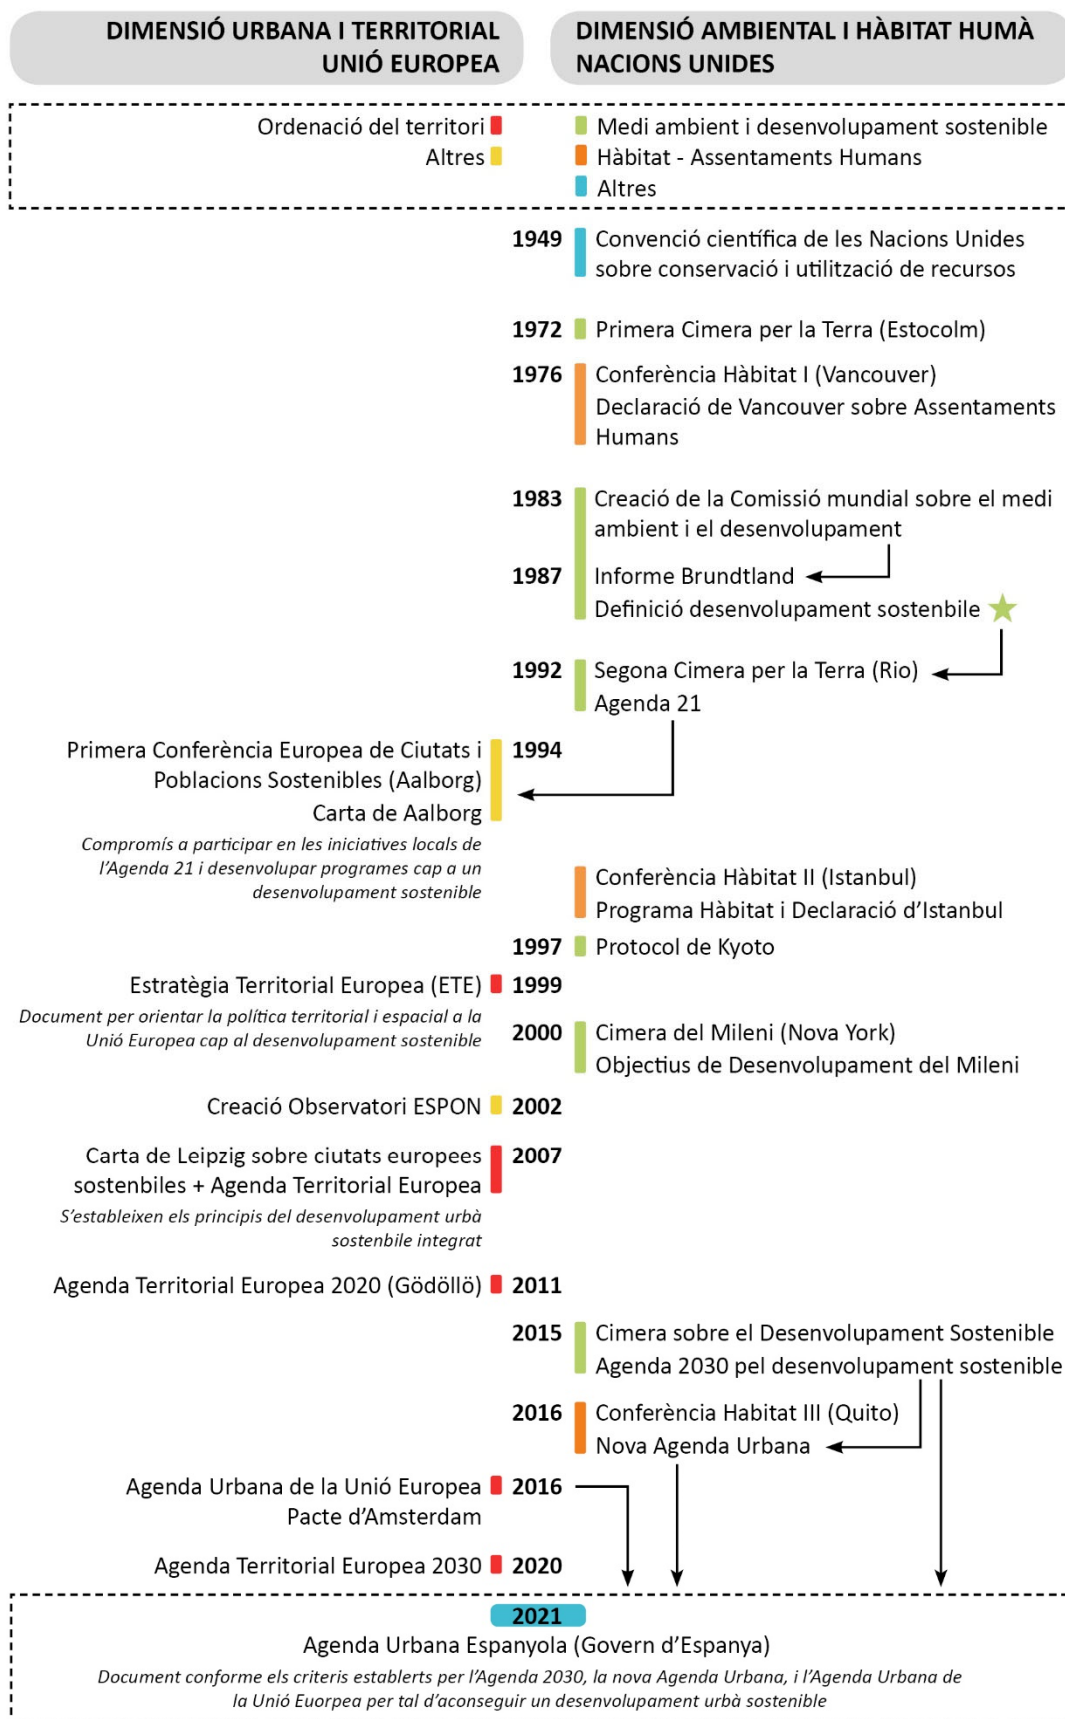 DIMENSIÓ URBANA I TERRITORIAL
UNIÓ EUROPEA
DIMENSIÓ AMBIENTAL I HÀBITAT HUMÀ
NACIONS UNIDES
Ordenació del territori
Altres
Medi ambient i desenvolupament sostenible
Hàbitat - Assentaments Humans
Altres
1949
Convenció científica de les Nacions Unides
sobre conservació i utilització de recursos
1972
Primera Cimera per la Terra (Estocolm)
1976
Conferència Hàbitat I (Vancouver)
Declaració de Vancouver sobre Assentaments
Humans
1983
Creació de la Comissió mundial sobre el medi
ambient i el desenvolupament
1987
Informe Brundtland
Definició desenvolupament sostenbile
1992
Segona Cimera per la Terra (Rio)
Agenda 21
Primera Conferència Europea de Ciutats i
Poblacions Sostenibles (Aalborg)
Carta de Aalborg
1994
Compromís a participar en les iniciatives locals de
l'Agenda 21 i desenvolupar programes cap a un
desenvolupament sostenible
Conferència Hàbitat II (Istanbul)
Programa Hàbitat i Declaració d'Istanbul
1997
Protocol de Kyoto
Estratègia Territorial Europea (ETE)
1999
Document per orientar la política territorial i espacial a la
Unió Europea cap al desenvolupament sostenible
2000
Cimera del Mileni (Nova York)
Objectius de Desenvolupament del Mileni
Creació Observatori ESPON
2002
Carta de Leipzig sobre ciutats europees
sostenbiles + Agenda Territorial Europea
2007
S'estableixen els principis del desenvolupament urbà
sostenbile integrat
Agenda Territorial Europea 2020 (Gödöllö)
2011
2015
Cimera sobre el Desenvolupament Sostenible
Agenda 2030 pel desenvolupament sostenible
2016
Conferència Habitat III (Quito)
Nova Agenda Urbana
Agenda Urbana de la Unió Europea
Pacte d'Amsterdam
2016
Agenda Territorial Europea 2030
2020
2021
Agenda Urbana Espanyola (Govern d'Espanya)
Document conforme els criteris establerts per l'Agenda 2030, la nova Agenda Urbana, i l'Agenda Urbana de
la Unió Euorpea per tal d'aconseguir un desenvolupament urbà sostenible